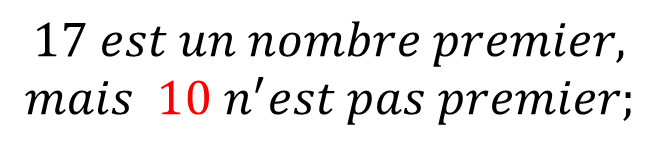 17 est un nombre premier,
mais 10 n'est pas premier;